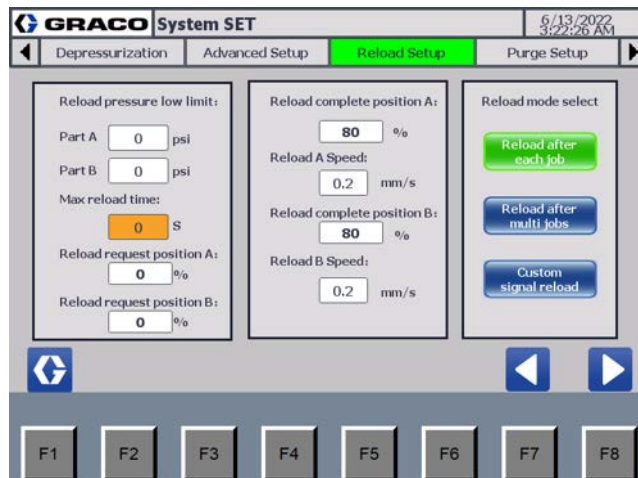 GRACO System SET
6/13/2022
3:22:26 AM
Depressurization Advanced Setup Reload Setup Purge Setup
Reload pressure low limit:
Part A 0 psi
Part B 0 psi
Max reload time:
0 S
Reload request position A:
0 %
Reload request position B:
0 %
Reload complete position A:
80 %
Reload A Speed:
0.2 mm/s
Reload complete position B:
80 %
Reload B Speed:
0.2 mm/s
Reload mode select
Reload after
each job
Reload after
multi jobs
Custom
signal reload
F1 F2 F3 F4 F5 F6 F7 F8